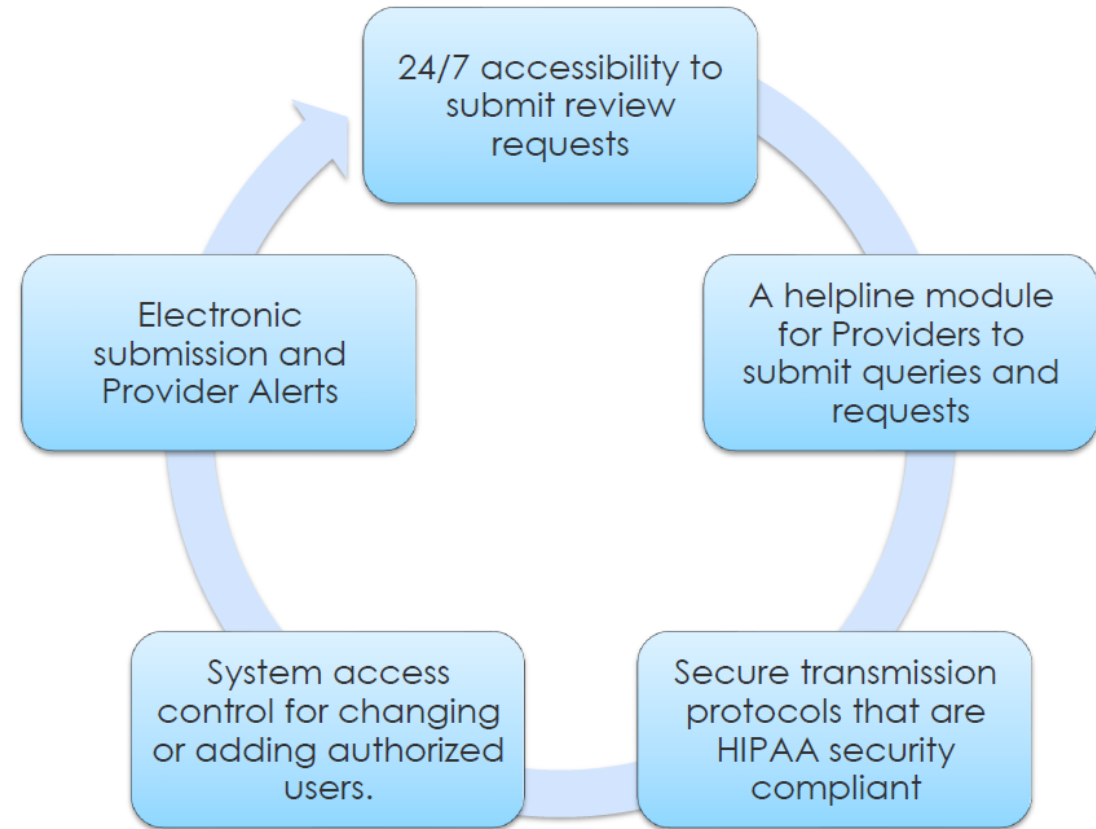 24/7 accessibility to
submit review
requests
A helpline module
for Providers to
submit queries and
requests
Secure transmission
protocols that are
HIPAA security
compliant
System access
control for changing
or adding authorized
users.
Electronic
submission and
Provider Alerts